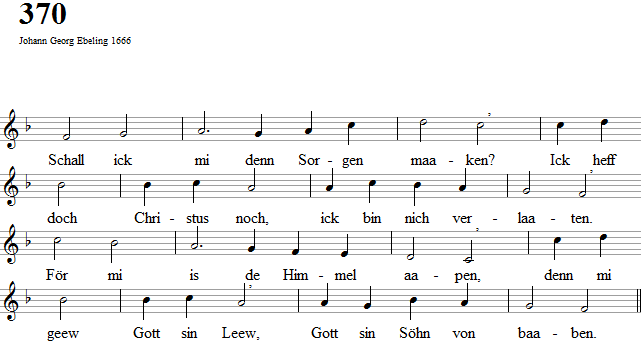 370
Johann Georg Ebeling 1666
Schall ick mi denn Sor - gen maa - ken? Ick heff
doch Chri - stus noch, ick bin nich ver - laa - ten.
För mi is de Him - mel aa - pen, denn mi
geew Gott sin Leew, Gott sin Söhn von baa - ben.